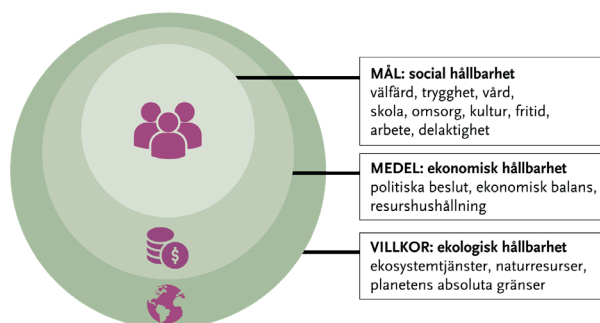 MÅL: social hållbarhet
välfärd, trygghet, vård,
skola, omsorg, kultur, fritid,
arbete, delaktighet
MEDEL: ekonomisk hållbarhet
politiska beslut, ekonomisk balans,
resurshushållning
$
VILLKOR: ekologisk hållbarhet
ekosystemtjänster, naturresurser,
planetens absoluta gränser